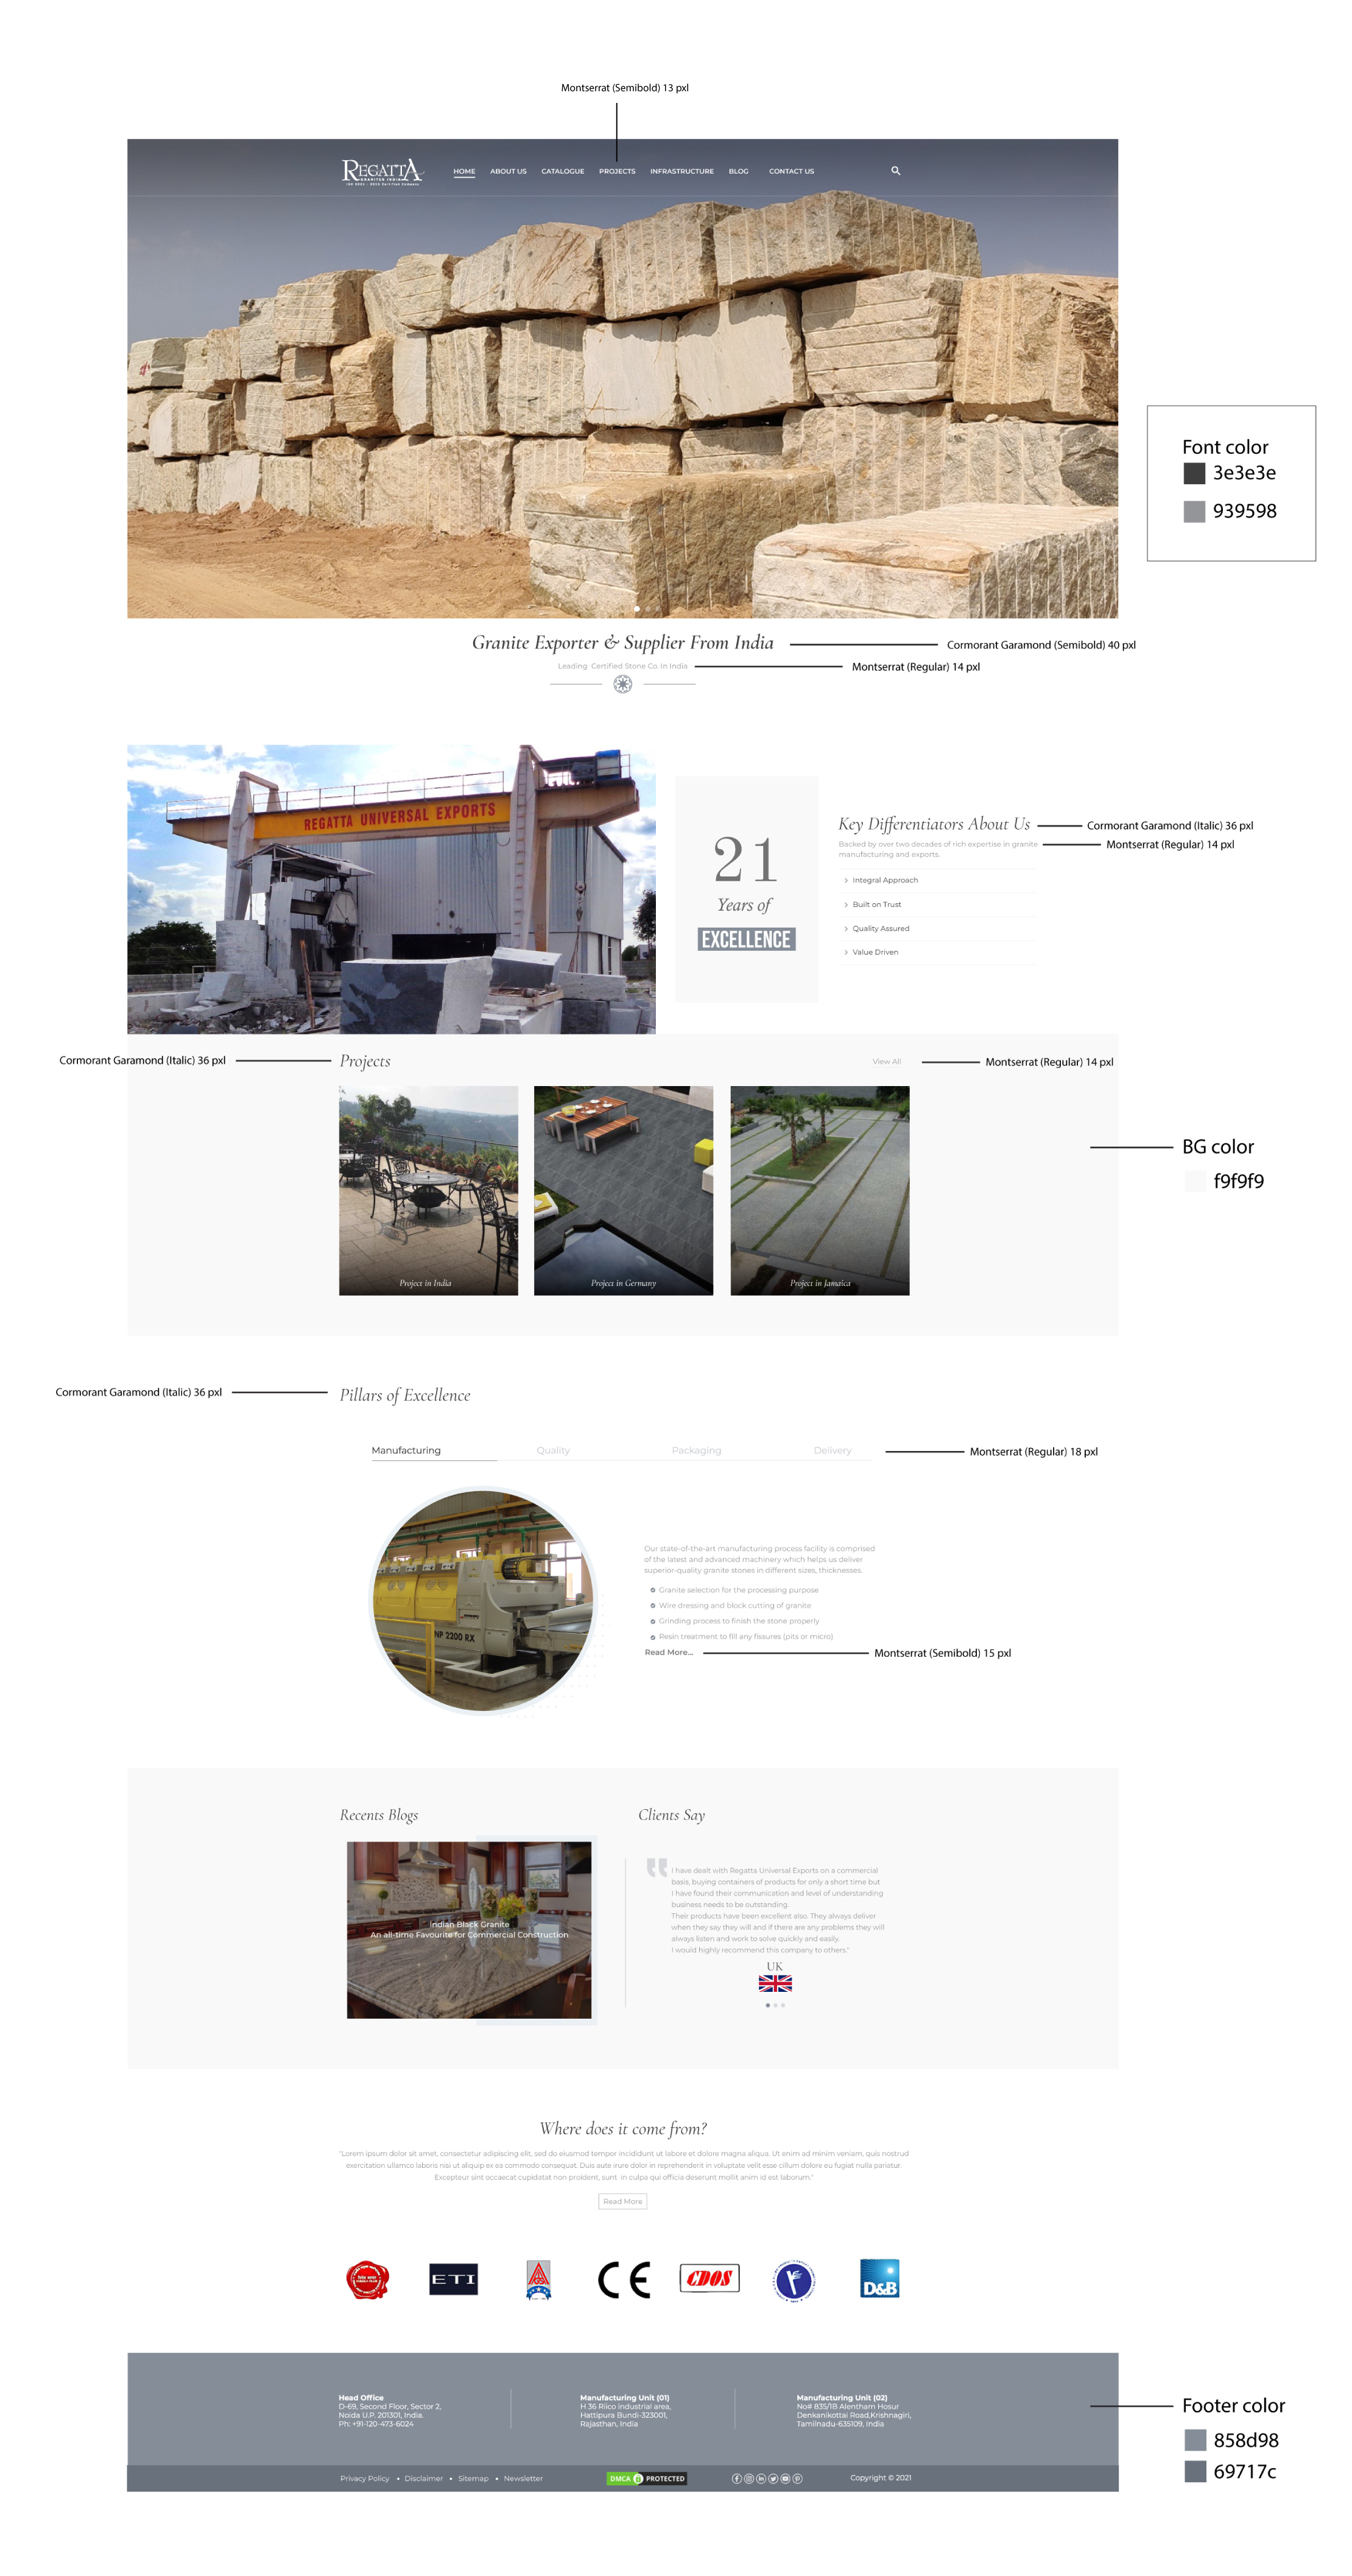 Montserrat (Semibold) 13 pxl
REGATTA
GRANITES INDIA
ISO 9001 : 2015 Certified Company
HOME ABOUT US CATALOGUE PROJECTS INFRASTRUCTURE BLOG CONTACT US
Font color
3e3e3e
939598
Granite Exporter & Supplier From India
Cormorant Garamond (Semibold) 40 pxl
Leading Certified Stone Co. In India
Montserrat (Regular) 14 pxl
REGATTA UNIVERSAL EXPORTS
21
Years of
EXCELLENCE
Key Differentiators About Us
Cormorant Garamond (Italic) 36 pxl
Backed by over two decades of rich expertise in granite
manufacturing and exports.
Montserrat (Regular) 14 pxl
Integral Approach
Built on Trust
Quality Assured
Value Driven
Cormorant Garamond (Italic) 36 pxl
Projects
View All
Montserrat (Regular) 14 pxl
Project in India
Project in Germany
Project in Jamaica
BG color
f9f9f9
Cormorant Garamond (Italic) 36 pxl
Pillars of Excellence
Manufacturing Quality Packaging Delivery
Montserrat (Regular) 18 pxl
NP 2200 RX
Our state-of-the-art manufacturing process facility is comprised
of the latest and advanced machinery which helps us deliver
superior-quality granite stones in different sizes, thicknesses.
Granite selection for the processing purpose
Wire dressing and block cutting of granite
Grinding process to finish the stone properly
Resin treatment to fill any fissures (pits or micro)
Read More...
Montserrat (Semibold) 15 pxl
Recents Blogs
Indian Black Granite
An all-time Favourite for Commercial Construction
Clients Say
I have dealt with Regatta Universal Exports on a commercial
basis, buying containers of products for only a short time but
I have found their communication and level of understanding
business needs to be outstanding.
Their products have been excellent also. They always deliver
when they say they will and if there are any problems they will
always listen and work to solve quickly and easily.
I would highly recommend this company to others."
UK
Where does it come from?
"Lorem ipsum dolor sit amet, consectetur adipiscing elit, sed do eiusmod tempor incididunt ut labore et dolore magna aliqua. Ut enim ad minim veniam, quis nostrud
exercitation ullamco laboris nisi ut aliquip ex ea commodo consequat. Duis aute irure dolor in reprehenderit in voluptate velit esse cillum dolore eu fugiat nulla pariatur.
Excepteur sint occaecat cupidatat non proident, sunt in culpa qui officia deserunt mollit anim id est laborum."
Read More
ETI
CE
CDOS
D&B
Head Office
D-69, Second Floor, Sector 2,
Noida U.P. 201301, India.
Ph: +91-120-473-6024
Manufacturing Unit (01)
H 36 Riico industrial area,
Hattipura Bundi-323001,
Rajasthan, India
Manufacturing Unit (02)
No# 835/1B Alentham Hosur
Denkanikottai Road,Krishnagiri,
Tamilnadu-635109, India
Footer color
858d98
69717c
Privacy Policy • Disclaimer • Sitemap • Newsletter
DMCA PROTECTED
Copyright © 2021